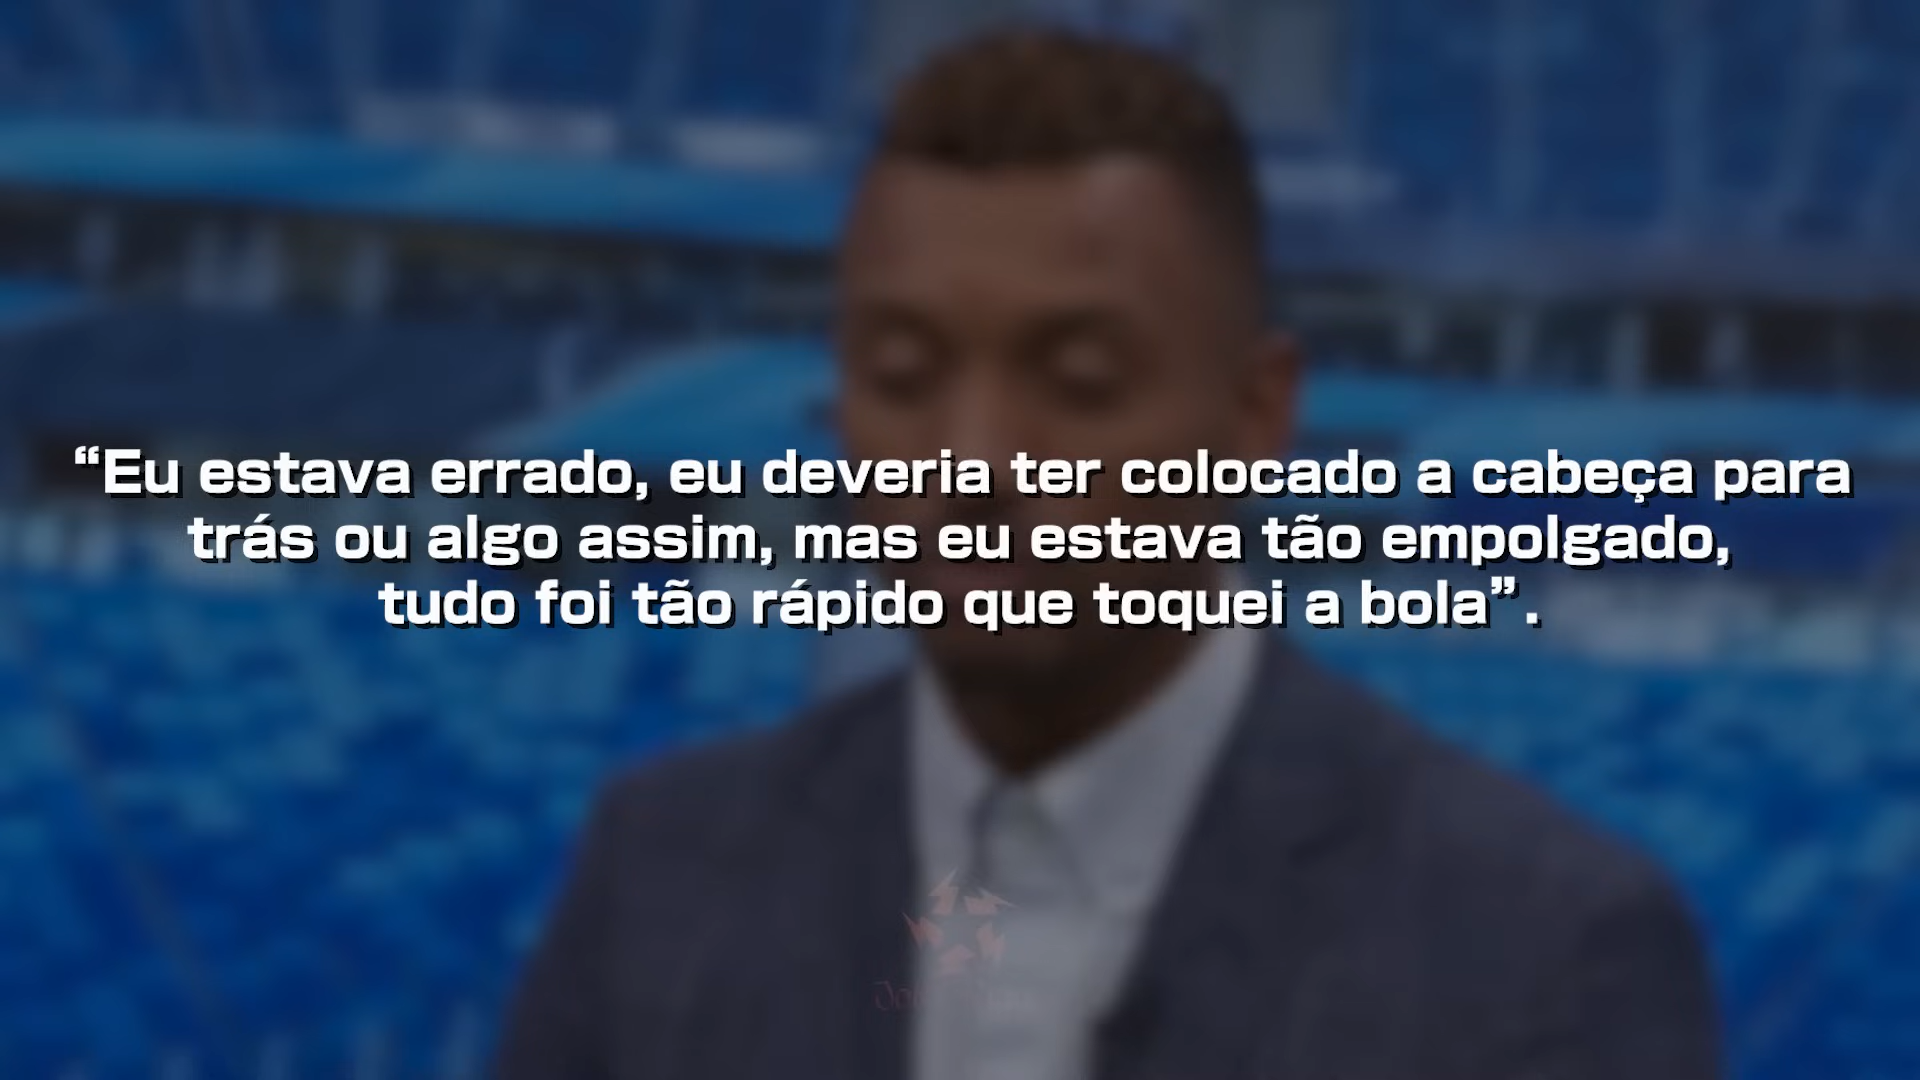 “Eu estava errado, eu deveria ter colocado a cabeça para
trás ou algo assim, mas eu estava tão empolgado,
tudo foi tão rápido que toquei a bola”.